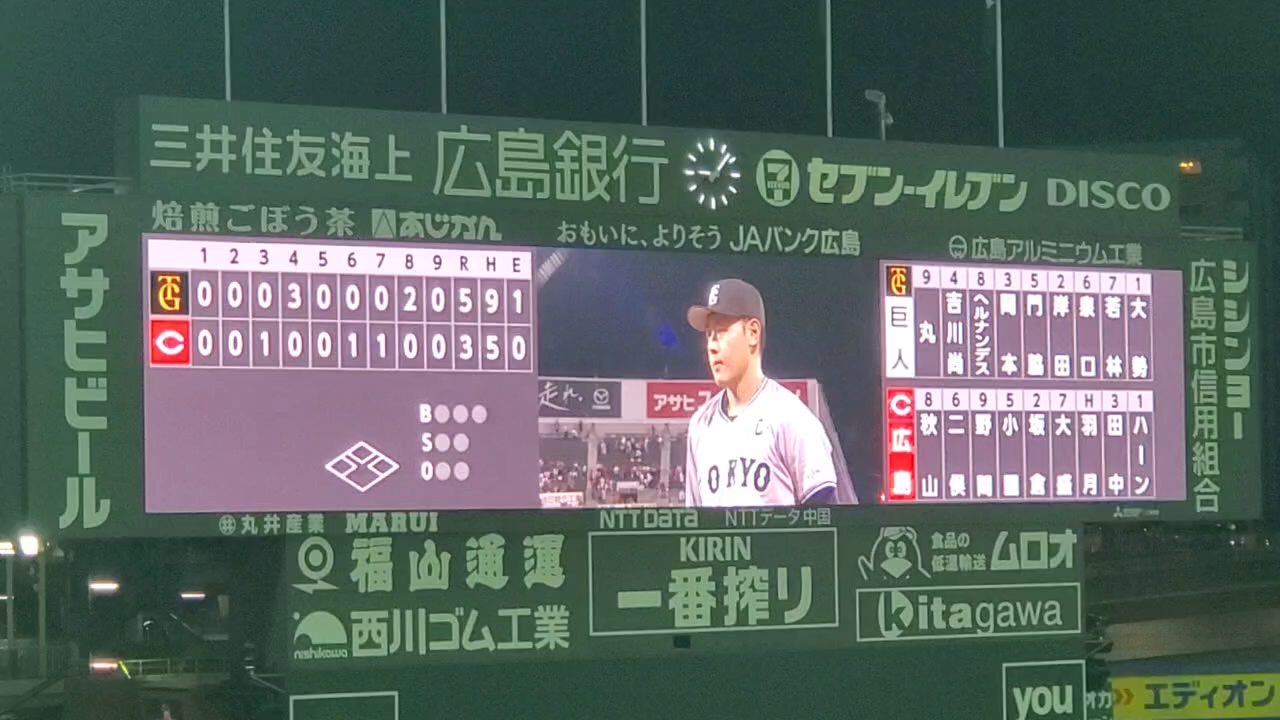 三井住友海上 広島銀行 セブン-イレブン DISCO
焙煎ごぼう茶 あじかん おもいに、よりそう JAバンク広島 広島アルミニウム工業
アサヒビール
シシンヨー
広島市信用組合
1 2 3 4 5 6 7 8 9 R H E
0 0 0 3 0 0 0 2 0 5 9 1
C 0 0 1 0 0 1 1 0 0 3 5 0
B
S
O
走れ。 mazda アサヒス
TOKYO
9 4 8 3 5 2 6 7 1
巨人 丸 吉川尚 ヘルナンデス 岡本 門脇 岸田 泉口 若林 大勢
8 6 9 5 2 7 H 3 1
広島 秋山 二俣 野間 小園 坂倉 大盛 羽月 田中 ハーン
丸井産業 MARUI NTT DATA NTTデータ中国
福山通運 KIRIN 一番搾り 食品の低温輸送 ムロオ
nishikawa 西川ゴム工業 kitagawa
you
エディオン